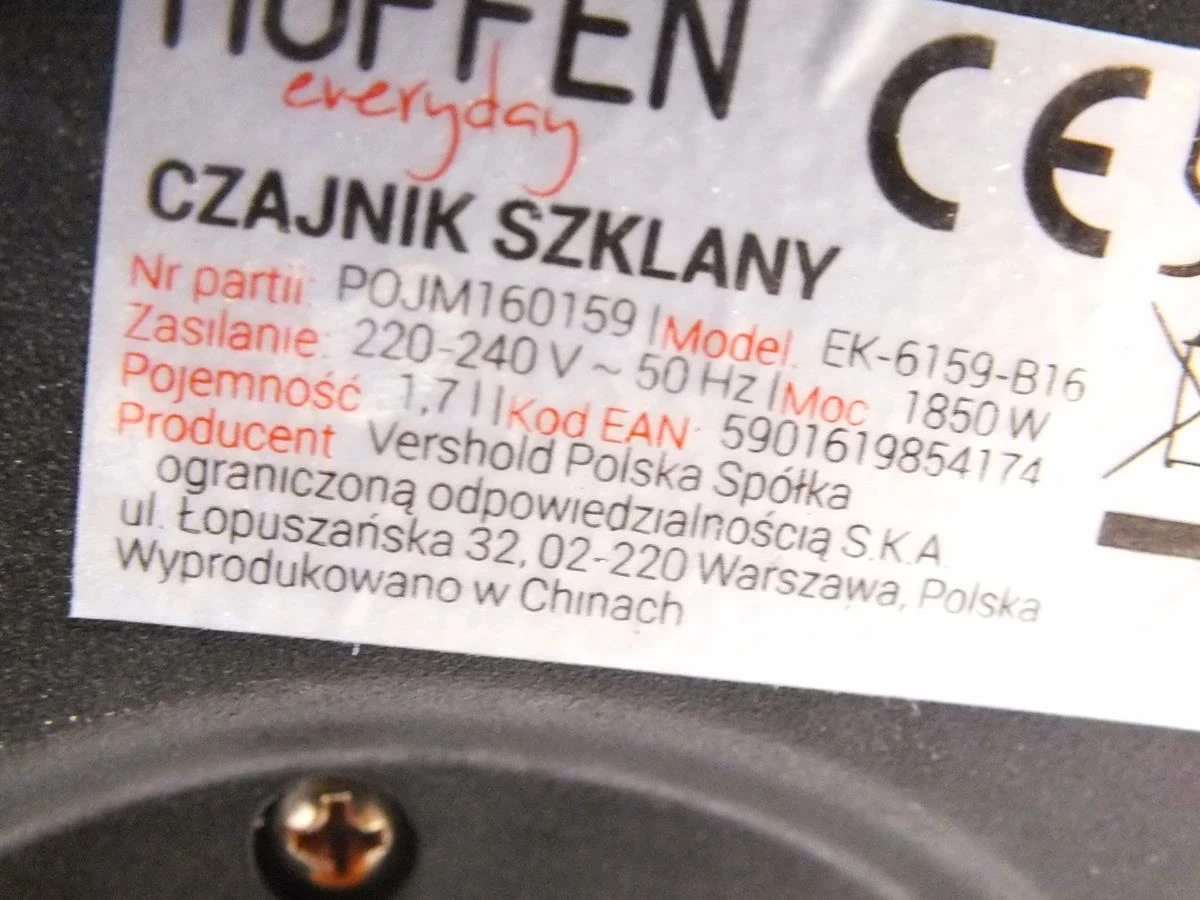 HOFFEN
everyday
CE
CZAJNIK SZKLANY
Nr partii: POJM160159 | Model: EK-6159-B16
Zasilanie: 220-240 V ~ 50 Hz | Moc: 1850 W
Pojemność: 1,7 l | Kod EAN: 5901619854174
Producent: Vershold Polska Spółka
ograniczoną odpowiedzialnością S.K.A.
ul. Łopuszańska 32, 02-220 Warszawa, Polska
Wyprodukowano w Chinach